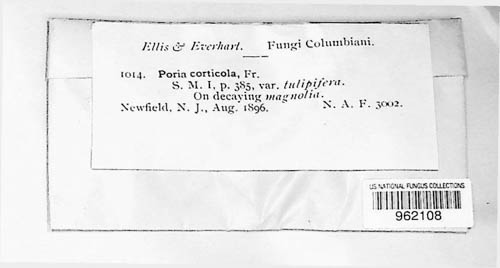 Ellis & Everhart. — Fungi Columbiani.
1014. Poria corticola, Fr.
S. M. I, p. 385, var. tulipifera.
On decaying magnolia.
Newfield, N. J., Aug. 1896. N. A. F. 3002.
US NATIONAL FUNGUS COLLECTIONS
962108